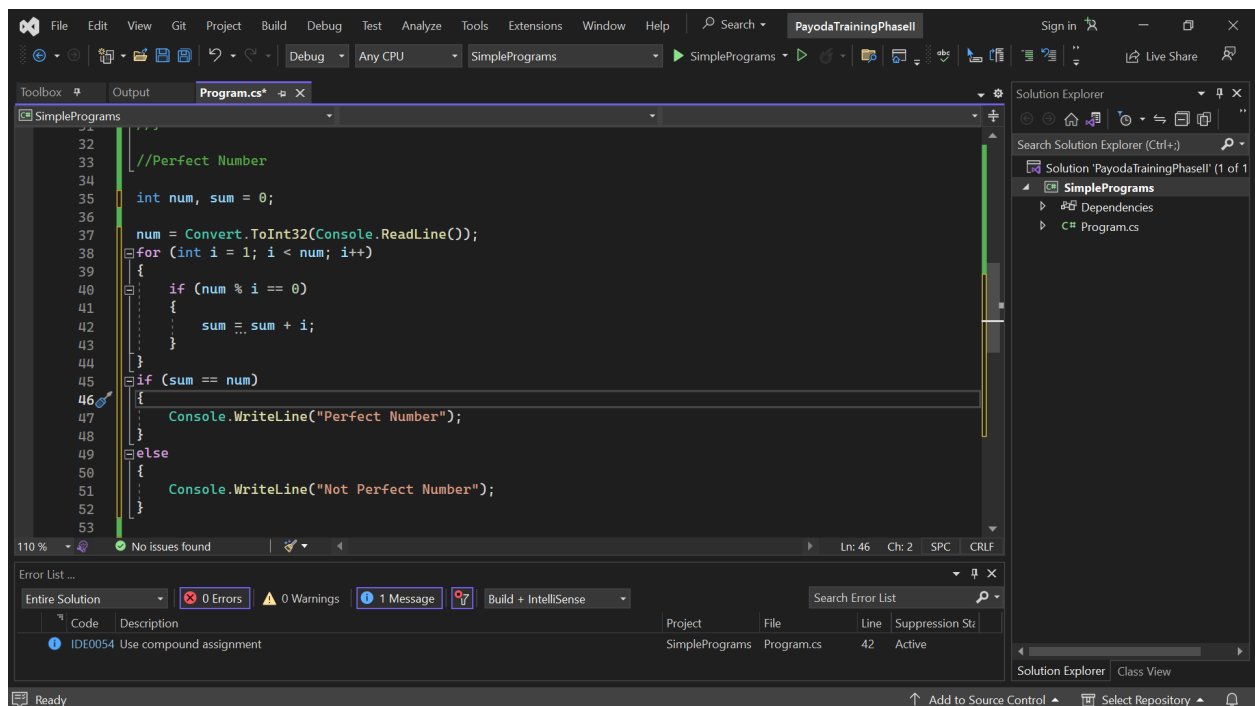 File Edit View Git Project Build Debug Test Analyze Tools Extensions Window Help Search PayodaTrainingPhaseII Sign in
Debug Any CPU SimplePrograms SimplePrograms abc Live Share
Toolbox Output Program.cs* Solution Explorer
C# SimplePrograms
Search Solution Explorer (Ctrl+;)
Solution 'PayodaTrainingPhaseII' (1 of 1
C# SimplePrograms
Dependencies
C# Program.cs
31
32
33 //Perfect Number
34
35 int num, sum = 0;
36
37 num = Convert.ToInt32(Console.ReadLine());
38 for (int i = 1; i < num; i++)
39 {
40 if (num % i == 0)
41 {
42 sum = sum + i;
43 }
44 }
45 if (sum == num)
46 {
47 Console.WriteLine("Perfect Number");
48 }
49 else
50 {
51 Console.WriteLine("Not Perfect Number");
52 }
53
110 % No issues found Ln: 46 Ch: 2 SPC CRLF
Error List ...
Entire Solution 0 Errors 0 Warnings 1 Message Build + IntelliSense Search Error List
Code Description Project File Line Suppression Sta
IDE0054 Use compound assignment SimplePrograms Program.cs 42 Active
Solution Explorer Class View
Ready Add to Source Control Select Repository